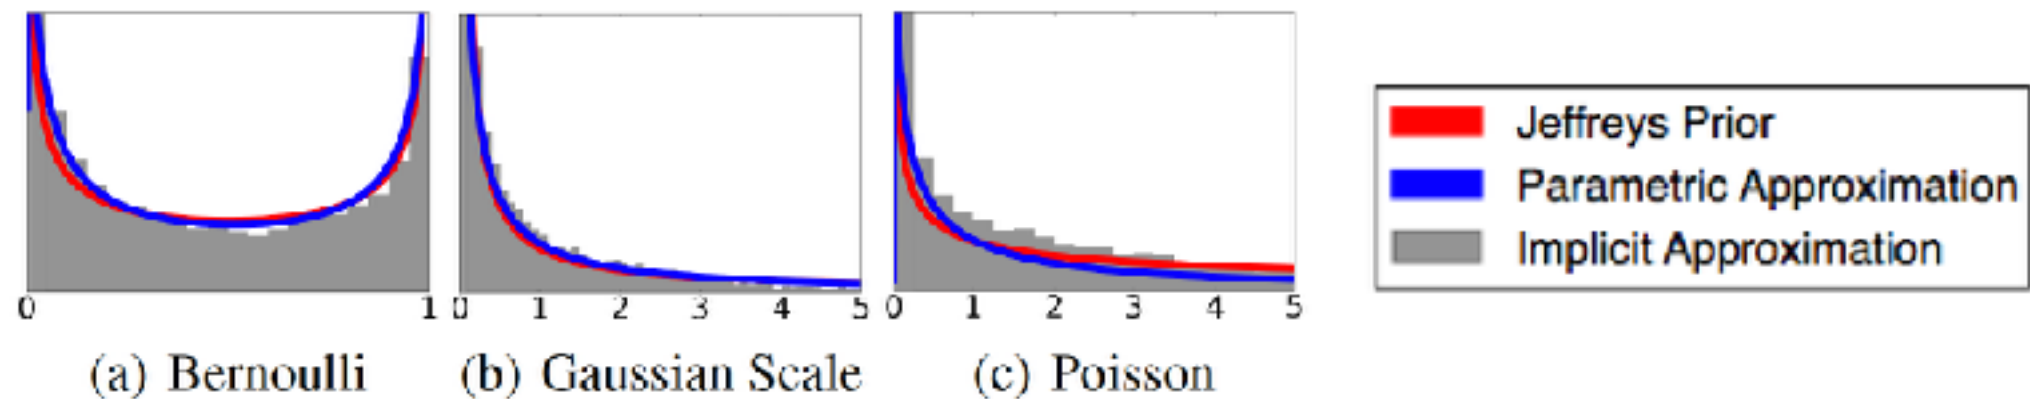 Jeffreys Prior
Parametric Approximation
Implicit Approximation
0 1 0 1 2 3 4 5 0 1 2 3 4 5
(a) Bernoulli (b) Gaussian Scale (c) Poisson